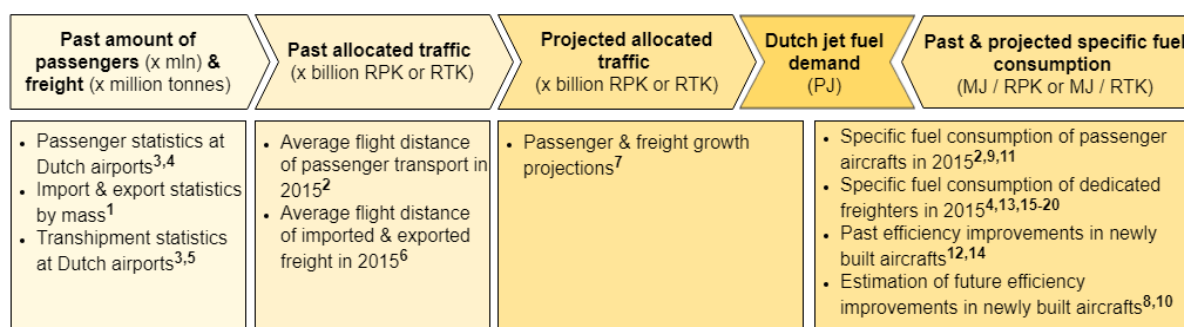 Past amount of
passengers (x mln) &
freight (x million tonnes)
Past allocated traffic
(x billion RPK or RTK)
Projected allocated
traffic
(x billion RPK or RTK)
Dutch jet fuel
demand
(PJ)
Past & projected specific fuel
consumption
(MJ / RPK or MJ / RTK)
• Passenger statistics at
Dutch airports3,4
• Import & export statistics
by mass1
• Transhipment statistics
at Dutch airports3,5
• Average flight distance
of passenger transport in
20152
• Average flight distance
of imported & exported
freight in 20156
• Passenger & freight growth
projections7
• Specific fuel consumption of passenger
aircrafts in 20152,9,11
• Specific fuel consumption of dedicated
freighters in 20154,13,15-20
• Past efficiency improvements in newly
built aircrafts12,14
• Estimation of future efficiency
improvements in newly built aircrafts8,10